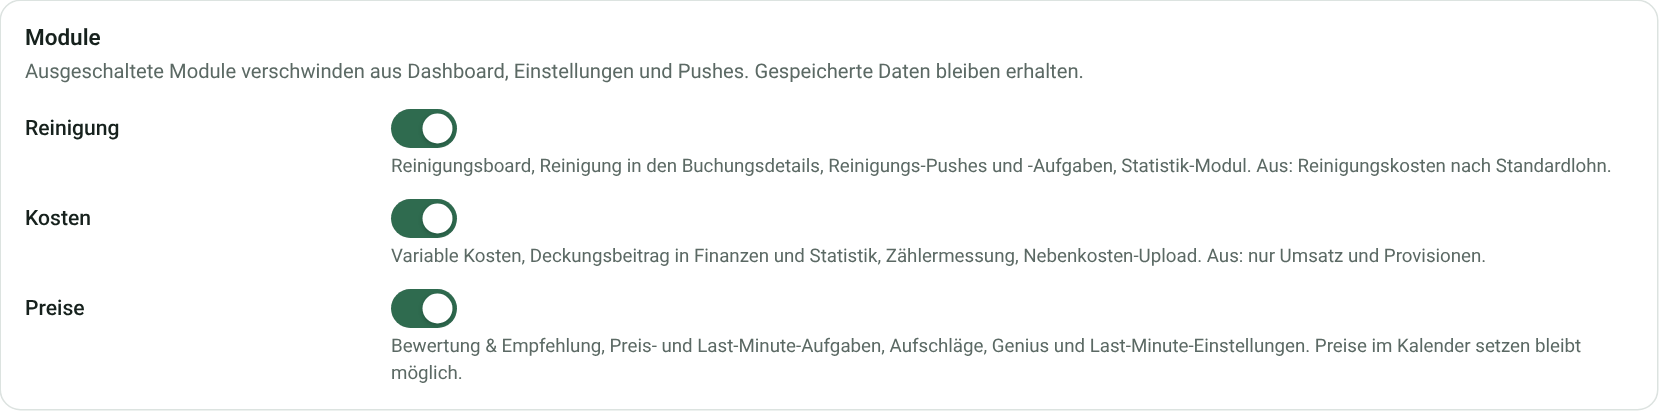 Module
Ausgeschaltete Module verschwinden aus Dashboard, Einstellungen und Pushes. Gespeicherte Daten bleiben erhalten.
Reinigung
Reinigungsboard, Reinigung in den Buchungsdetails, Reinigungs-Pushes und -Aufgaben, Statistik-Modul. Aus: Reinigungskosten nach Standardlohn.
Kosten
Variable Kosten, Deckungsbeitrag in Finanzen und Statistik, Zählermessung, Nebenkosten-Upload. Aus: nur Umsatz und Provisionen.
Preise
Bewertung & Empfehlung, Preis- und Last-Minute-Aufgaben, Aufschläge, Genius und Last-Minute-Einstellungen. Preise im Kalender setzen bleibt
möglich.